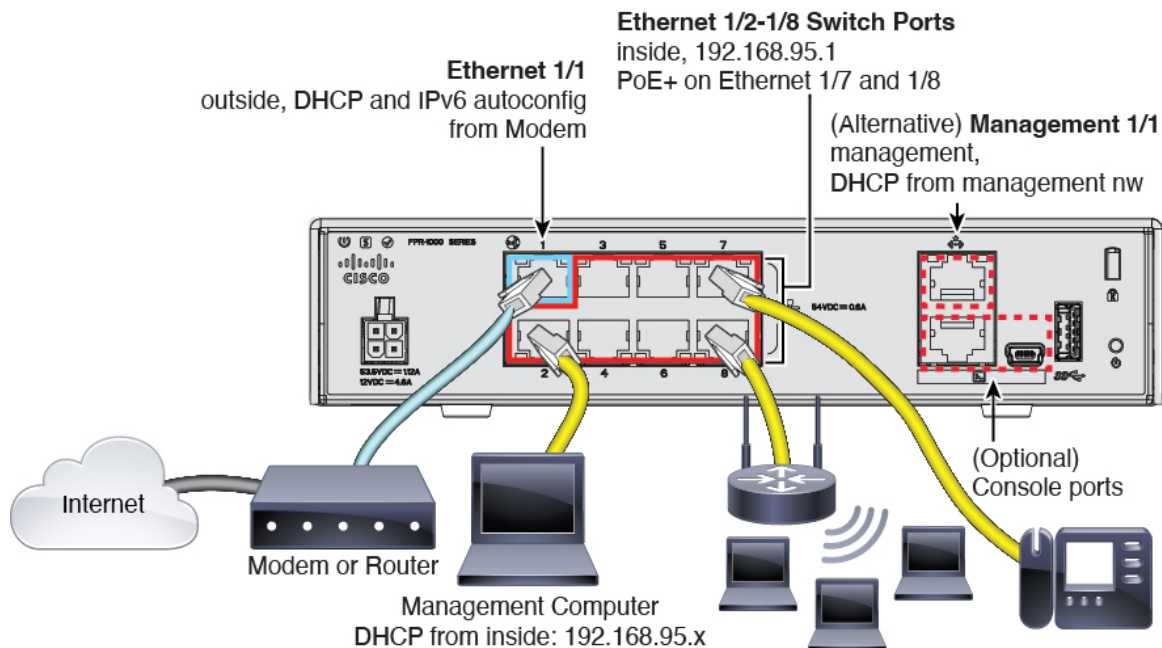 Ethernet 1/2-1/8 Switch Ports
inside, 192.168.95.1
PoE+ on Ethernet 1/7 and 1/8
Ethernet 1/1
outside, DHCP and IPv6 autoconfig
from Modem
(Alternative) Management 1/1
management,
DHCP from management nw
FPR-1000 SERIES
1 3 5 7
CISCO
54VDC 0.6A
53.5VDC 1.12A
12VDC 4.6A
2 4 6 8
(Optional)
Console ports
Internet
Modem or Router
Management Computer
DHCP from inside: 192.168.95.x